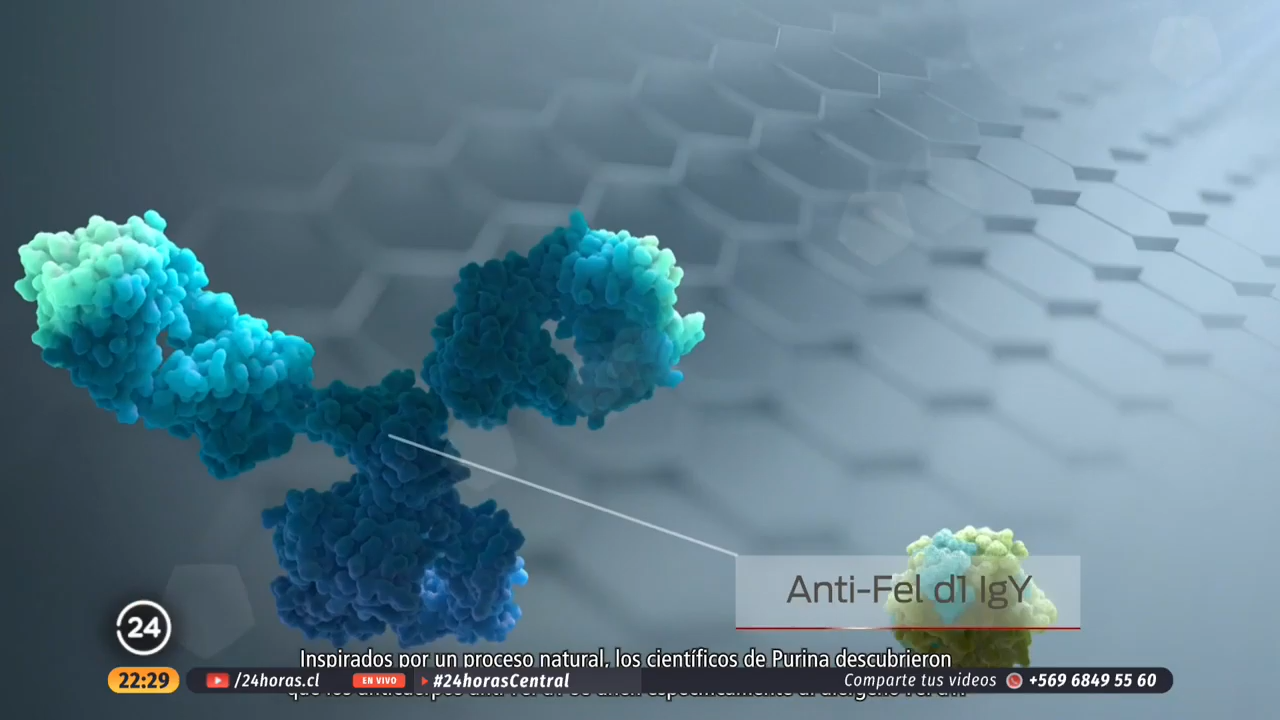 Anti-Fel d1 IgY
24
Inspirados por un proceso natural, los científicos de Purina descubrieron
22:29 /24horas.cl EN VIVO #24horasCentral Comparte tus videos +569 6849 55 60